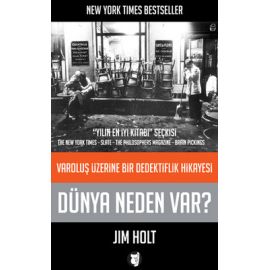 NEW YORK TIMES BESTSELLER
"YILIN EN İYİ KİTABI" SEÇKİSİ
THE NEW YORK TIMES - SLATE - THE PHILOSOPHERS MAGAZINE - BRAIN PICKINGS
VAROLUŞ ÜZERİNE BİR DEDEKTİFLİK HİKAYESİ
DÜNYA NEDEN VAR?
JIM HOLT